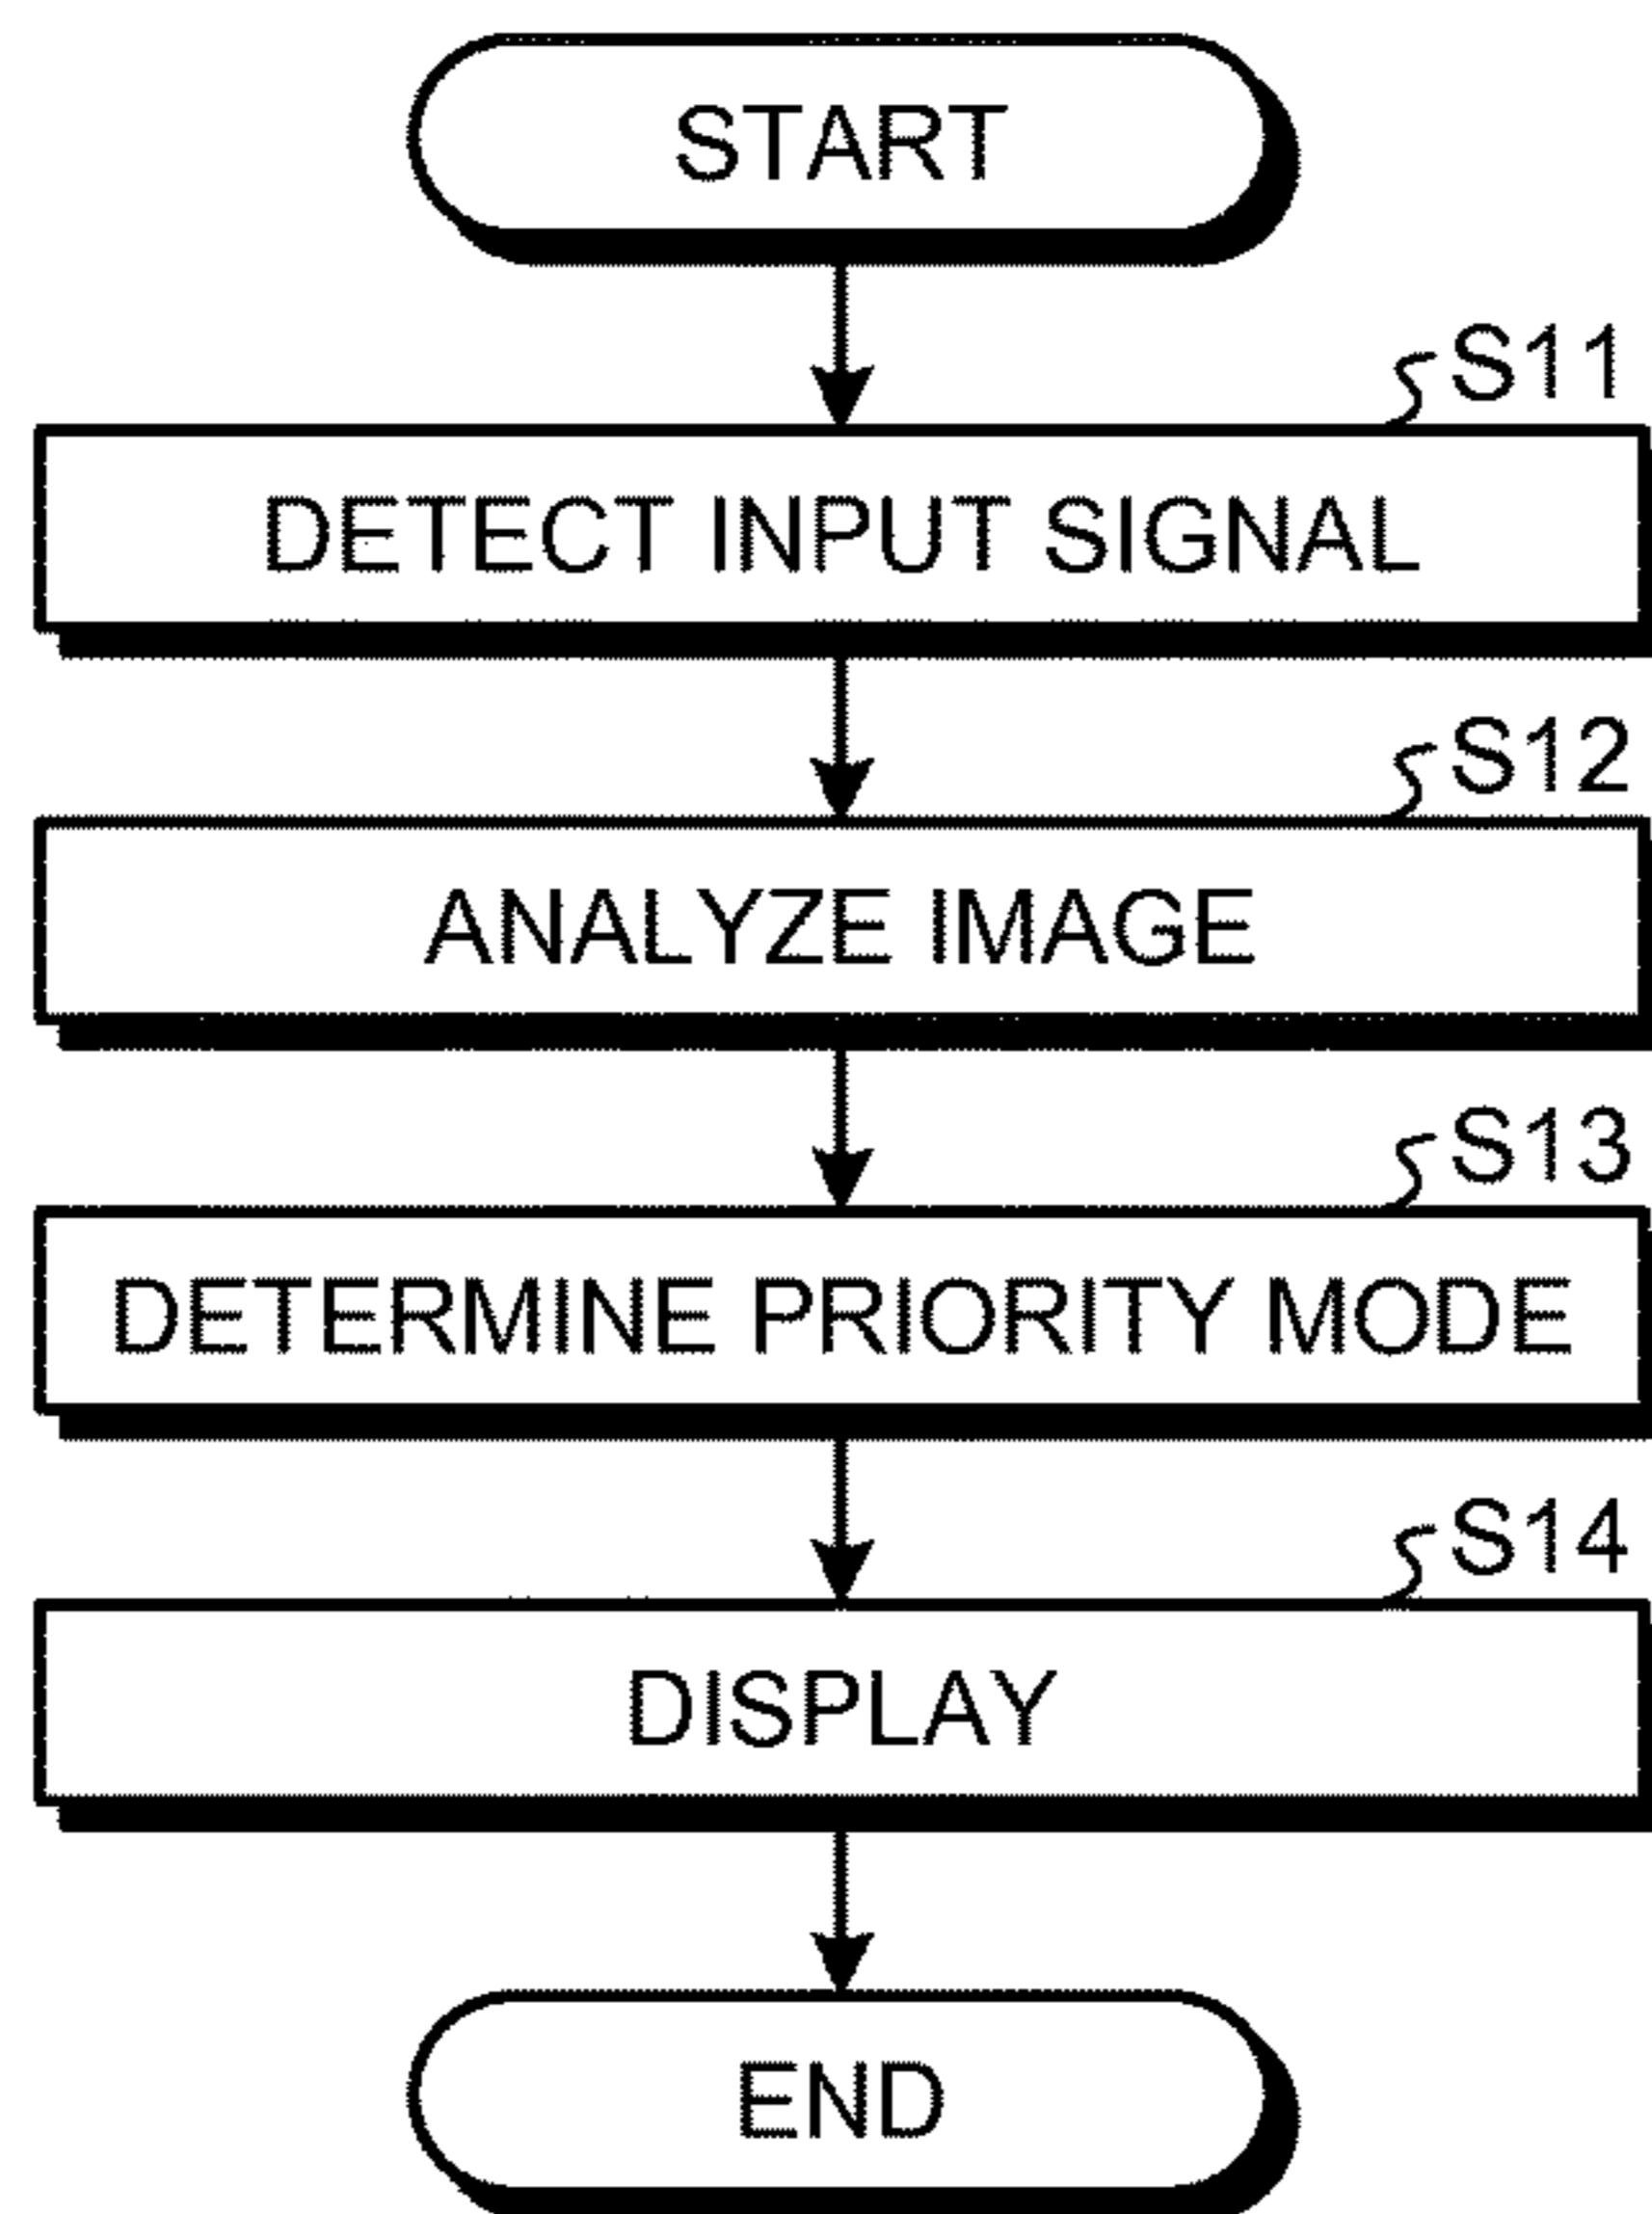 START
S11
DETECT INPUT SIGNAL
S12
ANALYZE IMAGE
S13
DETERMINE PRIORITY MODE
S14
DISPLAY
END